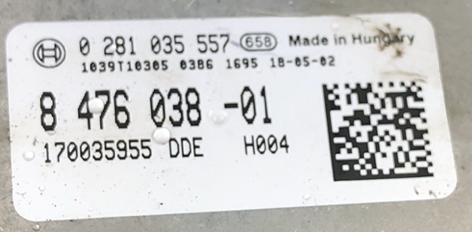 0 281 035 557 658 Made in Hungary
1039T10305 0386 1695 18-05-02
8 476 038 -01
170035955 DDE H004